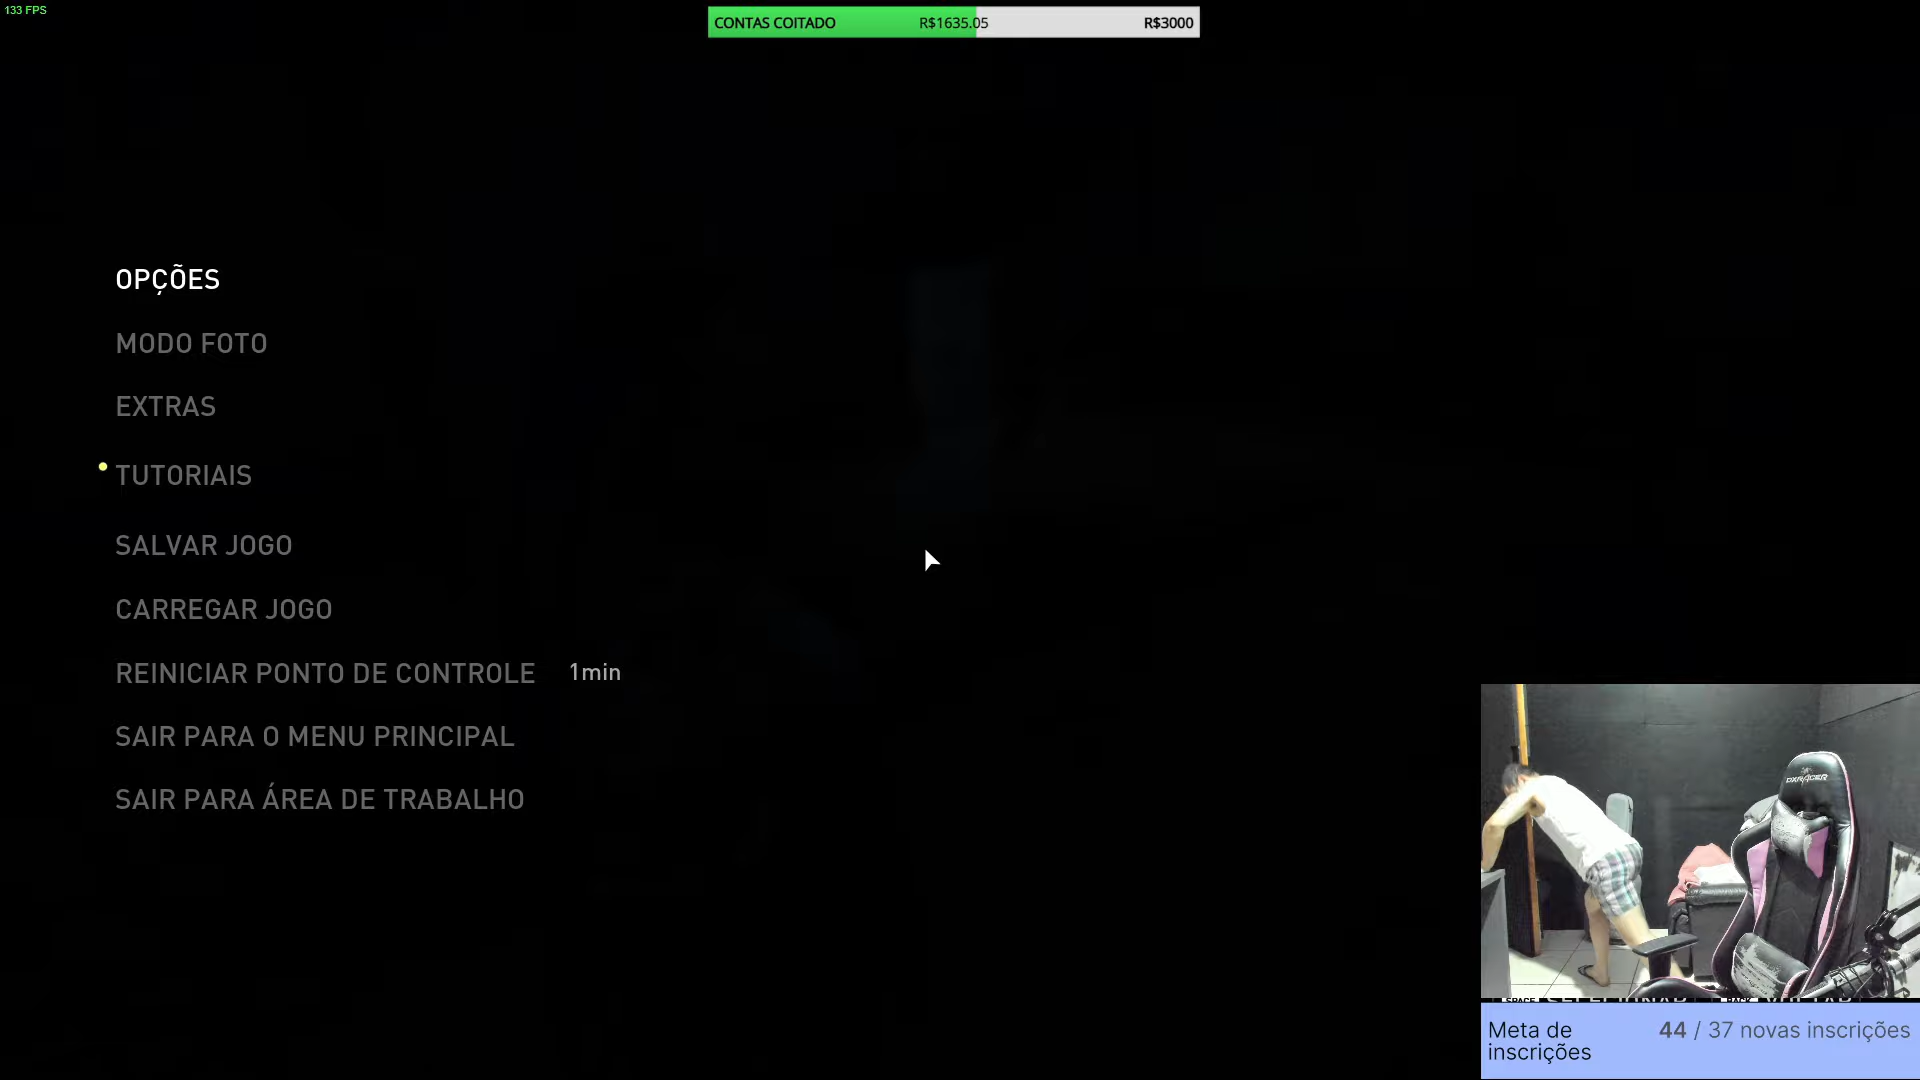 133 FPS
CONTAS COITADO R$1635.05 R$3000
OPÇÕES
MODO FOTO
EXTRAS
TUTORIAIS
SALVAR JOGO
CARREGAR JOGO
REINICIAR PONTO DE CONTROLE 1min
SAIR PARA O MENU PRINCIPAL
SAIR PARA ÁREA DE TRABALHO
DXRACER
Meta de inscrições 44 / 37 novas inscrições